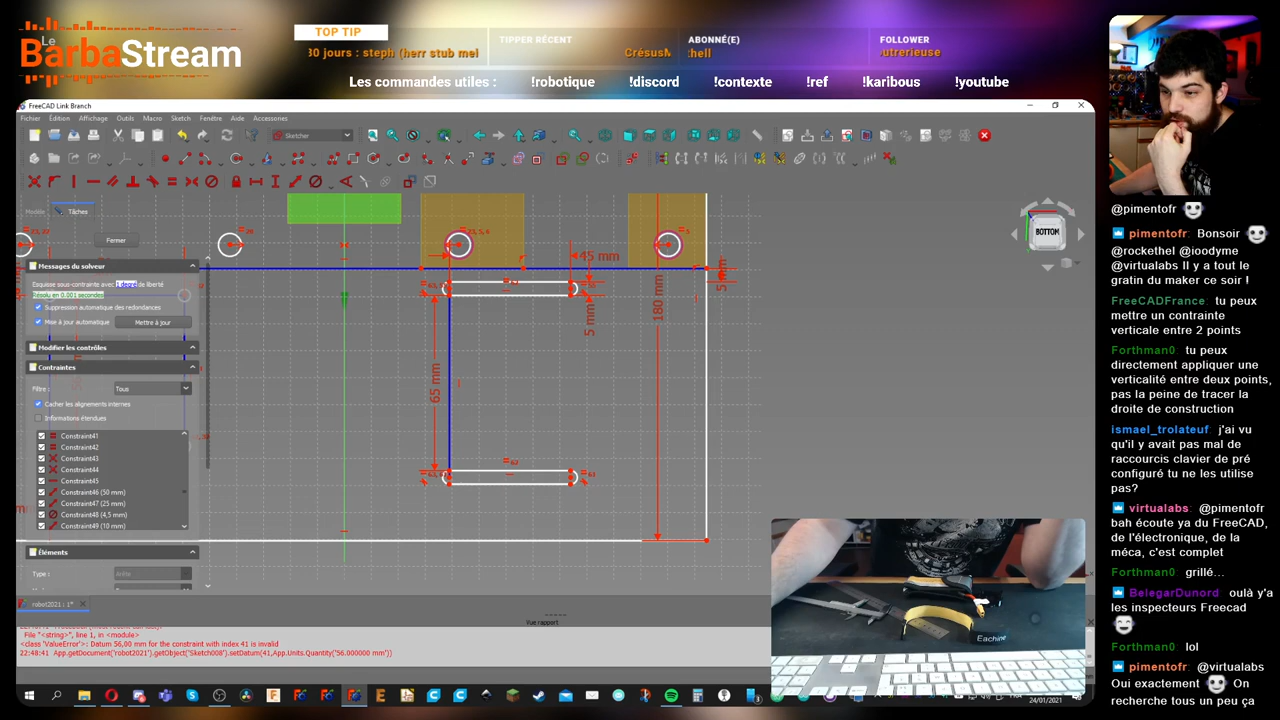 Le
BarbaStream
TOP TIP
30 jours : steph (herr stub mel
TIPPER RÉCENT
CrésusM
ABONNÉ(E)
:hell
FOLLOWER
outrerieuse
Les commandes utiles : !robotique !discord !contexte !ref !karibous !youtube
FreeCAD Link Branch
Fichier Édition Affichage Outils Macro Sketch Fenêtre Aide Accessoires
Sketcher
Modèle Tâches
Fermer
Messages du solveur
Esquisse sous-contrainte avec 1 degré de liberté
Résolu en 0.001 secondes
Suppression automatique des redondances
Mise à jour automatique Mettre à jour
Modifier les contrôles
Contraintes
Filtre : Tous
Cacher les alignements internes
Informations étendues
Constraint41
Constraint42
Constraint43
Constraint44
Constraint45
Constraint46 (50 mm)
Constraint47 (25 mm)
Constraint48 (4,5 mm)
Constraint49 (10 mm)
Éléments
Type : Arête
45 mm
5 mm
5 mm
180 mm
65 mm
BOTTOM
robot2021 : 1*
Vue rapport
File "<string>", line 1, in <module>
<class 'ValueError'>: Datum 56,00 mm for the constraint with index 41 is invalid
22:48:41 App.getDocument('robot2021').getObject('Sketch008').setDatum(41,App.Units.Quantity('56.000000 mm'))
Eachine
24/01/2021
@pimentofr
pimentofr: Bonsoir
@rockethel @ioodyme
@virtualabs Il y a tout le
gratin du maker ce soir !
FreeCADFrance: tu peux
mettre un contrainte
verticale entre 2 points
Forthman0: tu peux
directement appliquer une
verticalité entre deux points,
pas la peine de tracer la
droite de construction
ismael_trolateuf: j'ai vu
qu'il y avait pas mal de
raccourcis clavier de pré
configuré tu ne les utilise
pas?
virtualabs: @pimentofr
bah écoute ya du FreeCAD,
de l'électronique, de la
méca, c'est complet
Forthman0: grillé...
BelegarDunord: oulà y'a
les inspecteurs Freecad
Forthman0: lol
pimentofr: @virtualabs
Oui exactement On
recherche tous un peu ça